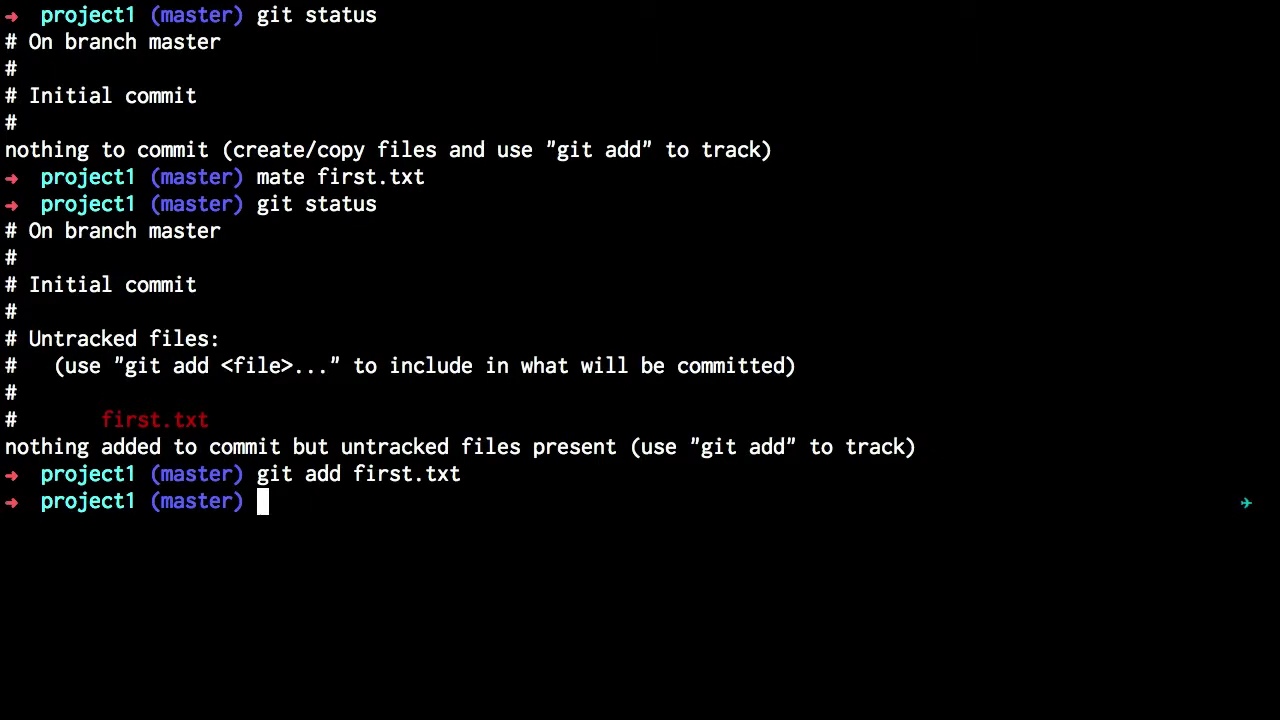 ➜ project1 (master) git status
# On branch master
#
# Initial commit
#
nothing to commit (create/copy files and use "git add" to track)
➜ project1 (master) mate first.txt
➜ project1 (master) git status
# On branch master
#
# Initial commit
#
# Untracked files:
#   (use "git add <file>..." to include in what will be committed)
#
#       first.txt
nothing added to commit but untracked files present (use "git add" to track)
➜ project1 (master) git add first.txt
➜ project1 (master) ✈